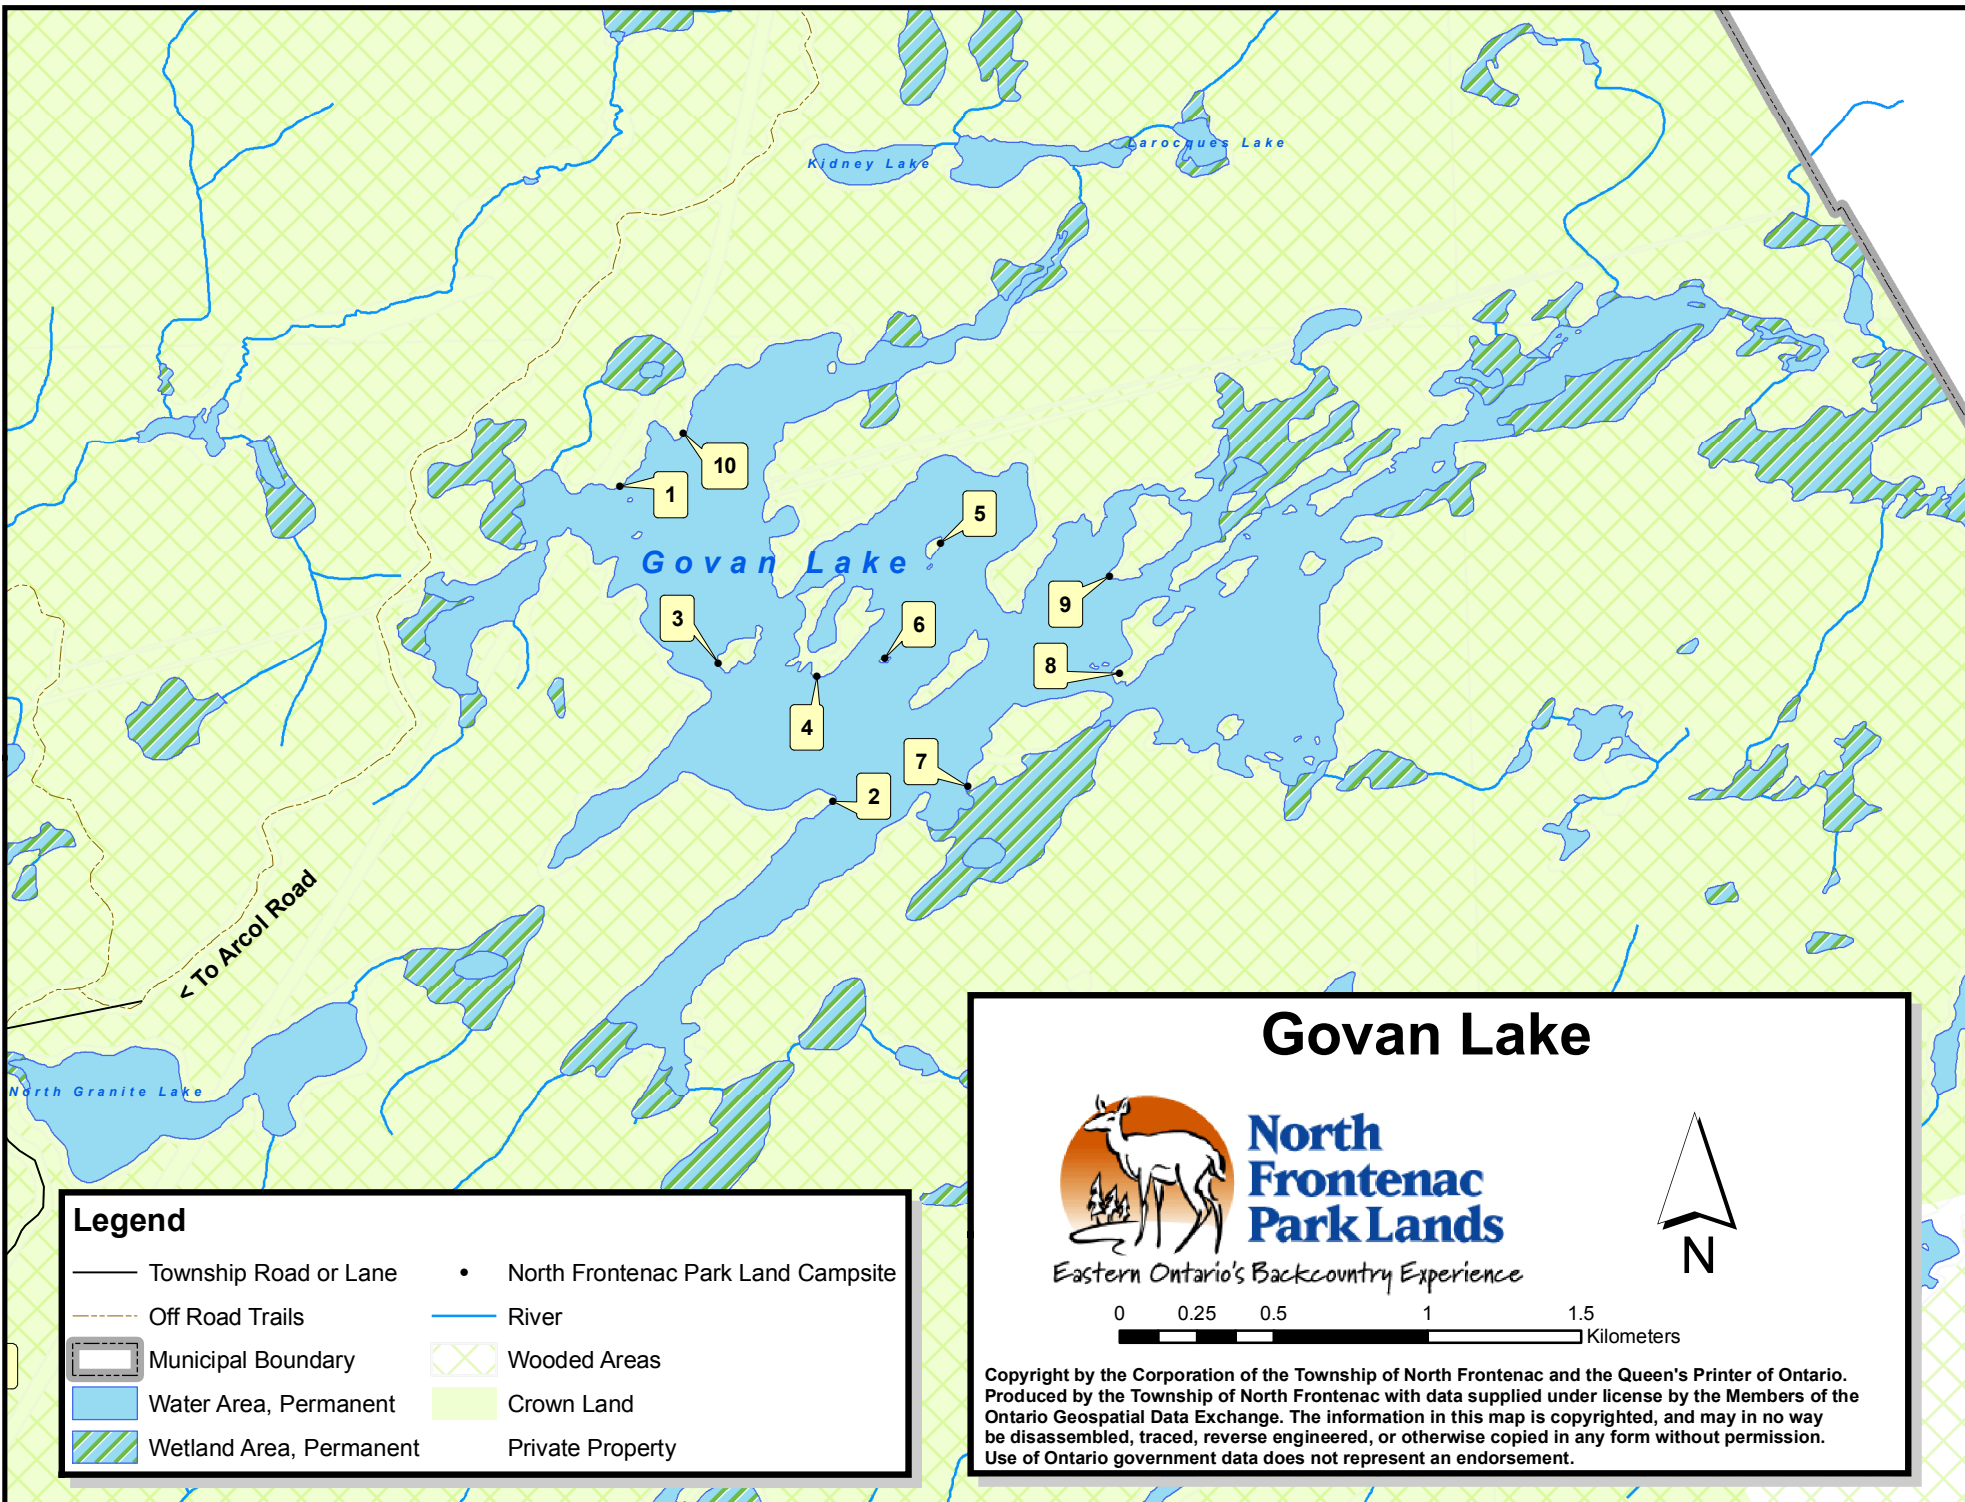 Kidney Lake
Larocques Lake
10
1
5
Govan Lake
9
3
6
8
4
7
2
< To Arcol Road
North Granite Lake
Govan Lake
North
Frontenac
Park Lands
Eastern Ontario's Backcountry Experience
N
0 0.25 0.5 1 1.5
Kilometers
Copyright by the Corporation of the Township of North Frontenac and the Queen's Printer of Ontario.
Produced by the Township of North Frontenac with data supplied under license by the Members of the
Ontario Geospatial Data Exchange. The information in this map is copyrighted, and may in no way
be disassembled, traced, reverse engineered, or otherwise copied in any form without permission.
Use of Ontario government data does not represent an endorsement.
Legend
Township Road or Lane
North Frontenac Park Land Campsite
Off Road Trails
River
Municipal Boundary
Wooded Areas
Water Area, Permanent
Crown Land
Wetland Area, Permanent
Private Property